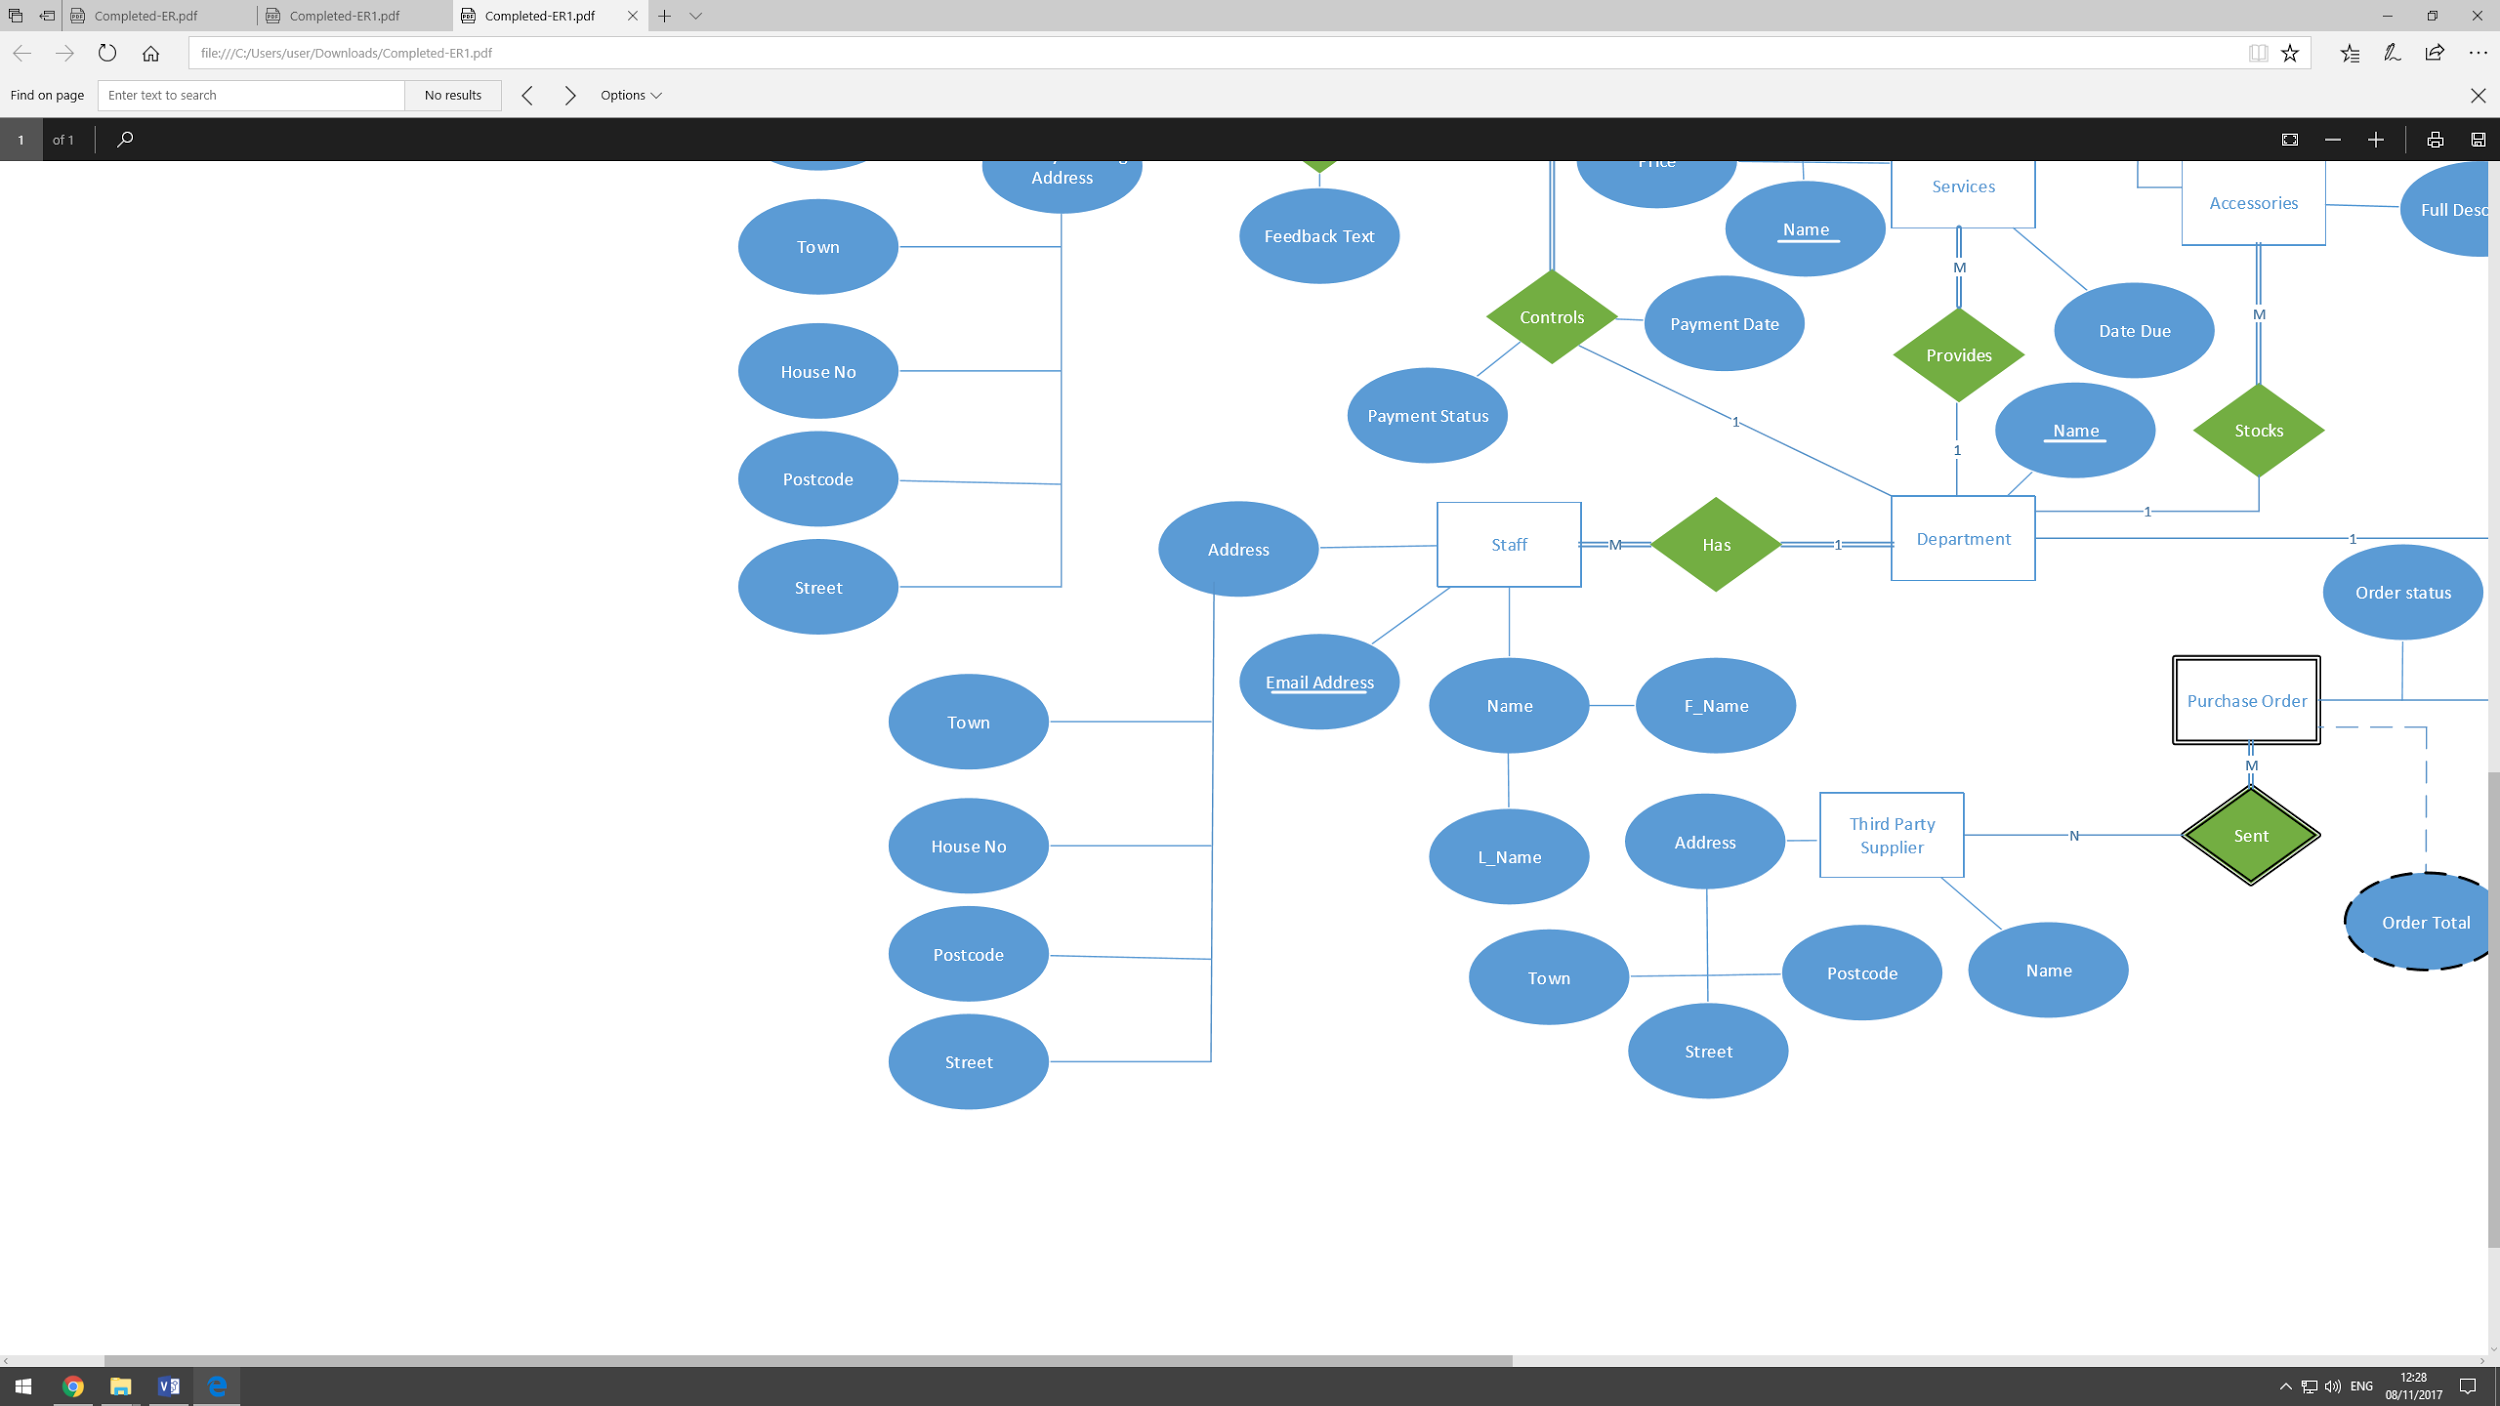 Completed-ER.pdf
Completed-ER1.pdf
Completed-ER1.pdf
file:///C:/Users/user/Downloads/Completed-ER1.pdf
Find on page
Enter text to search
No results
Options
1
of 1
Address
Price
Services
Accessories
Full Desc
Town
Feedback Text
Name
M
M
Controls
Payment Date
Provides
Date Due
House No
Payment Status
1
1
Name
Stocks
Postcode
1
Address
Staff
M
Has
1
Department
1
Street
Order status
Email Address
Name
F_Name
Purchase Order
Town
M
L_Name
Address
Third Party
Supplier
N
Sent
House No
Order Total
Postcode
Town
Postcode
Name
Street
Street
ENG
12:28
08/11/2017